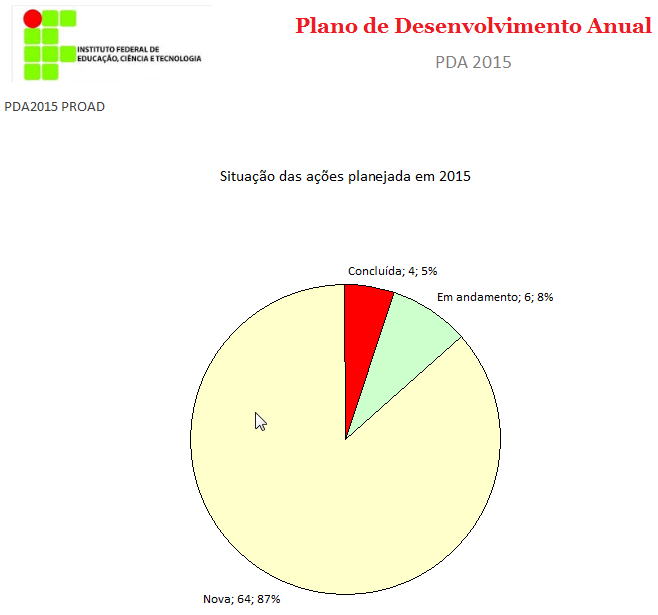 INSTITUTO FEDERAL DE
EDUCAÇÃO, CIÊNCIA E TECNOLOGIA
Plano de Desenvolvimento Anual
PDA 2015
PDA2015 PROAD
Situação das ações planejada em 2015
Concluída; 4; 5%
Em andamento; 6; 8%
Nova; 64; 87%